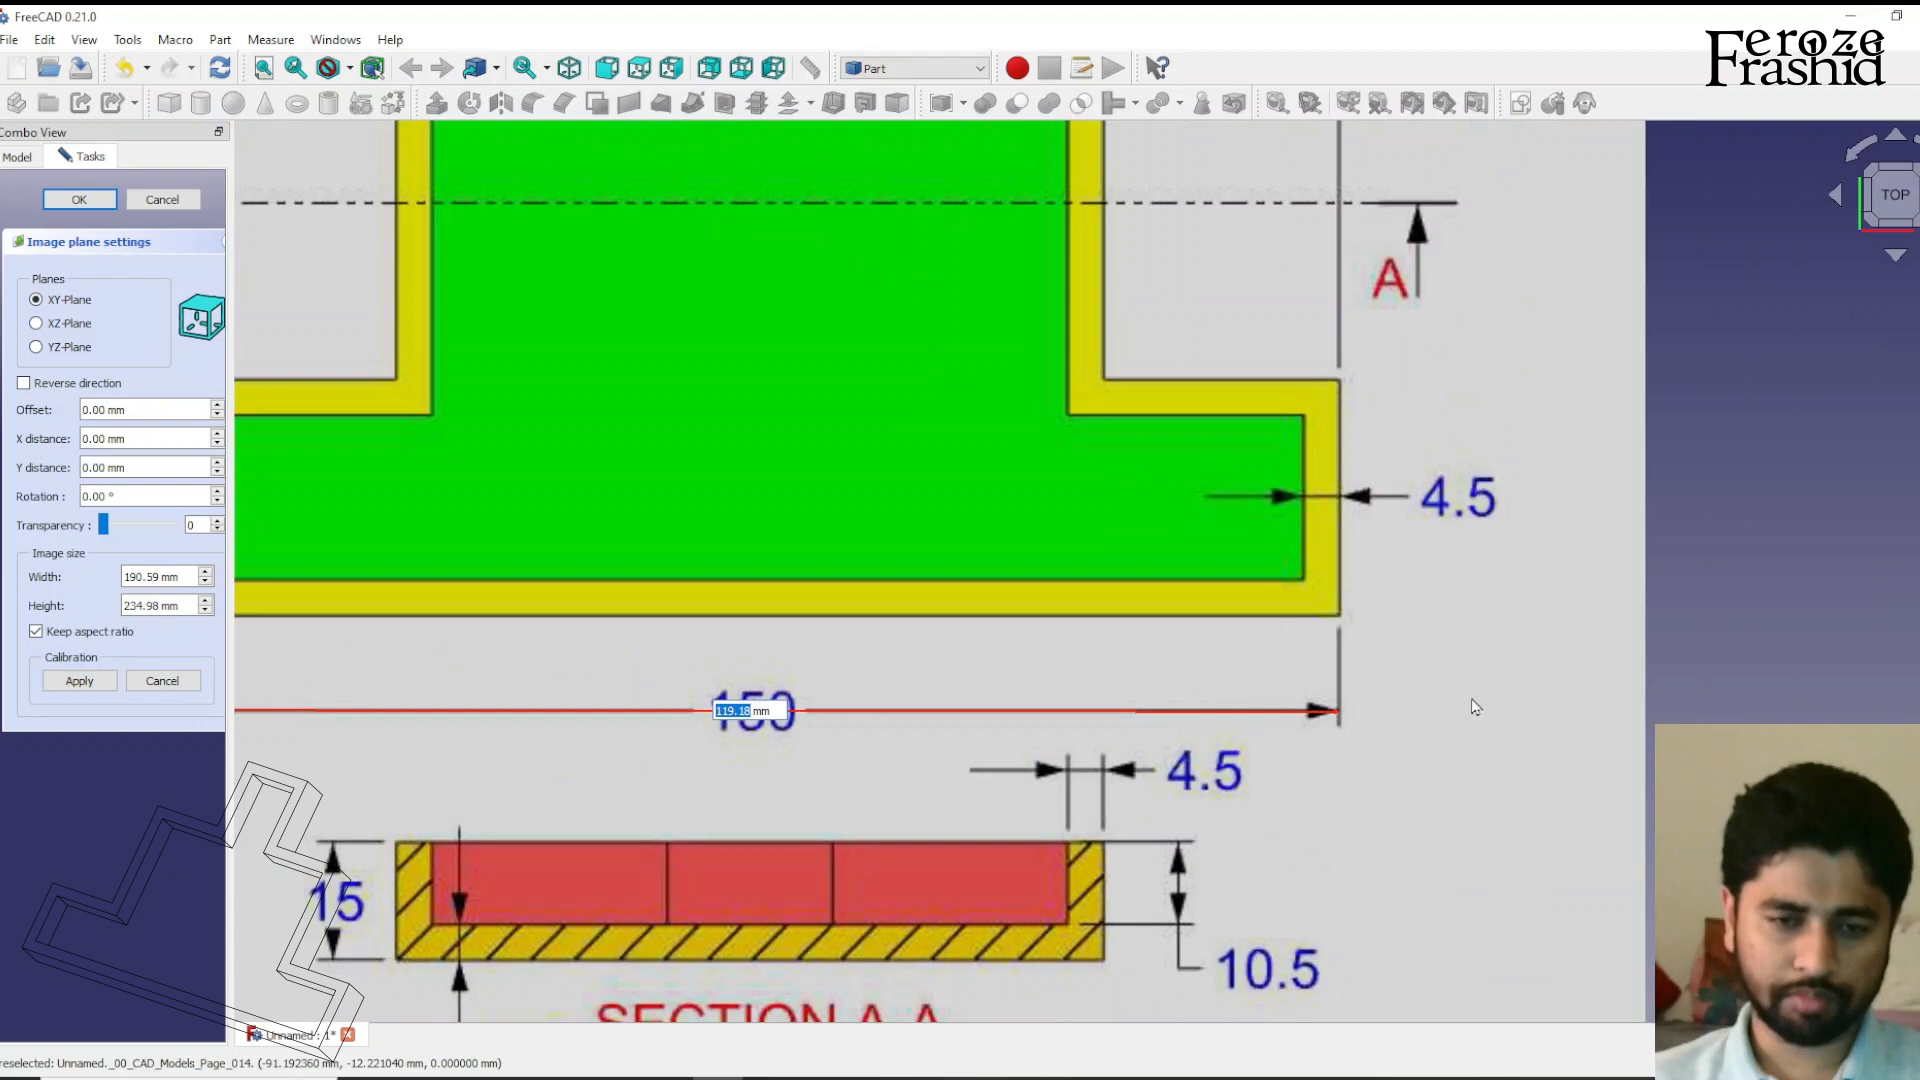 FreeCAD 0.21.0
File Edit View Tools Macro Part Measure Windows Help
Feroze
Frashid
Part
Combo View
Model Tasks
OK Cancel
Image plane settings
Planes
XY-Plane
XZ-Plane
YZ-Plane
Reverse direction
Offset: 0.00 mm
X distance: 0.00 mm
Y distance: 0.00 mm
Rotation : 0.00 °
Transparency : 0
Image size
Width: 190.59 mm
Height: 234.98 mm
Keep aspect ratio
Calibration
Apply Cancel
TOP
A
4.5
150
119.18 mm
4.5
15
10.5
SECTION A-A
Unnamed : 1*
reselected: Unnamed._00_CAD_Models_Page_014. (-91.192360 mm, -12.221040 mm, 0.000000 mm)